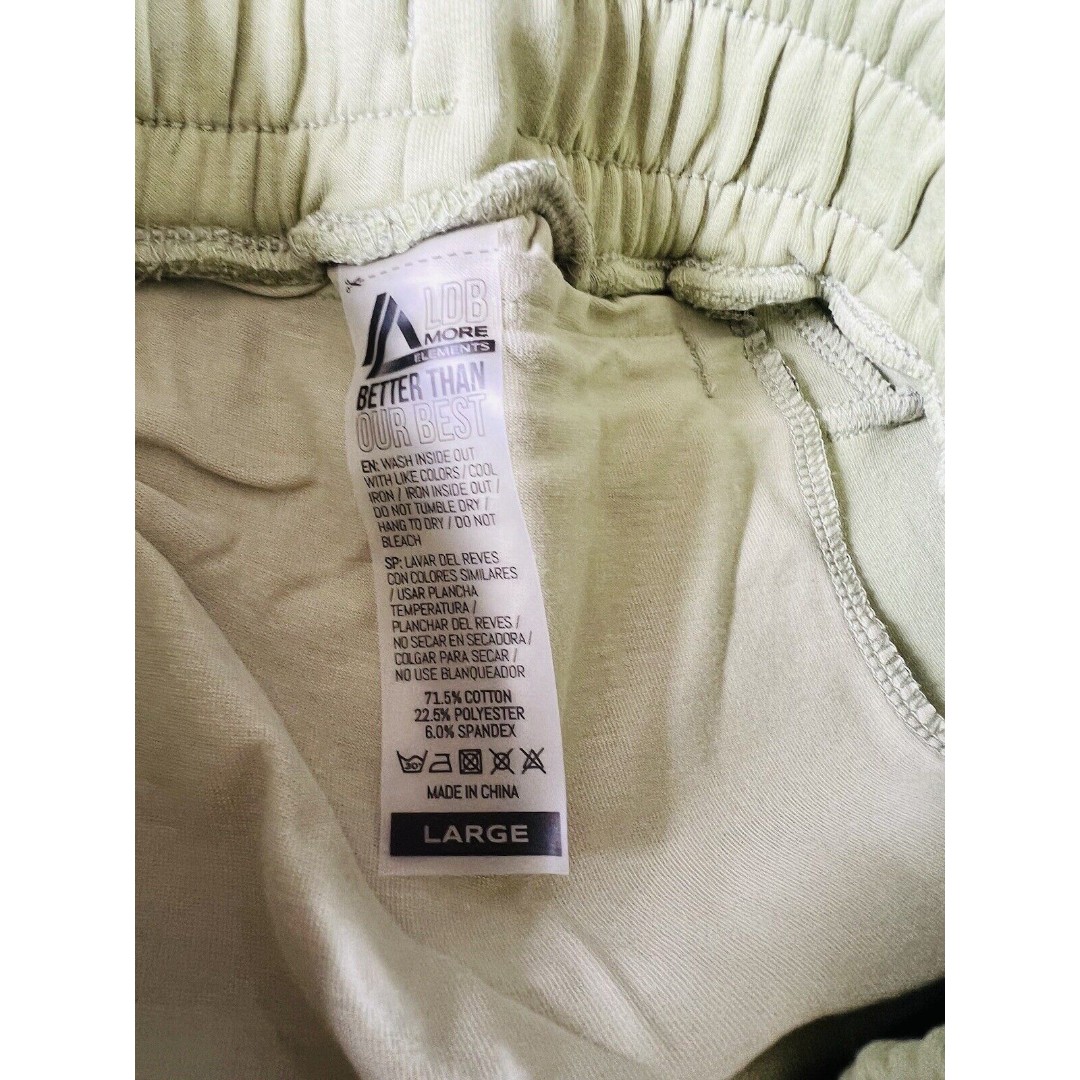 LDB
MORE
ELEMENTS
BETTER THAN
OUR BEST
EN: WASH INSIDE OUT
WITH LIKE COLORS / COOL
IRON / IRON INSIDE OUT /
DO NOT TUMBLE DRY /
HANG TO DRY / DO NOT
BLEACH
SP: LAVAR DEL REVES
CON COLORES SIMILARES
/ USAR PLANCHA
TEMPERATURA /
PLANCHAR DEL REVES /
NO SECAR EN SECADORA /
COLGAR PARA SECAR /
NO USE BLANQUEADOR
71.5% COTTON
22.5% POLYESTER
6.0% SPANDEX
30°
MADE IN CHINA
LARGE